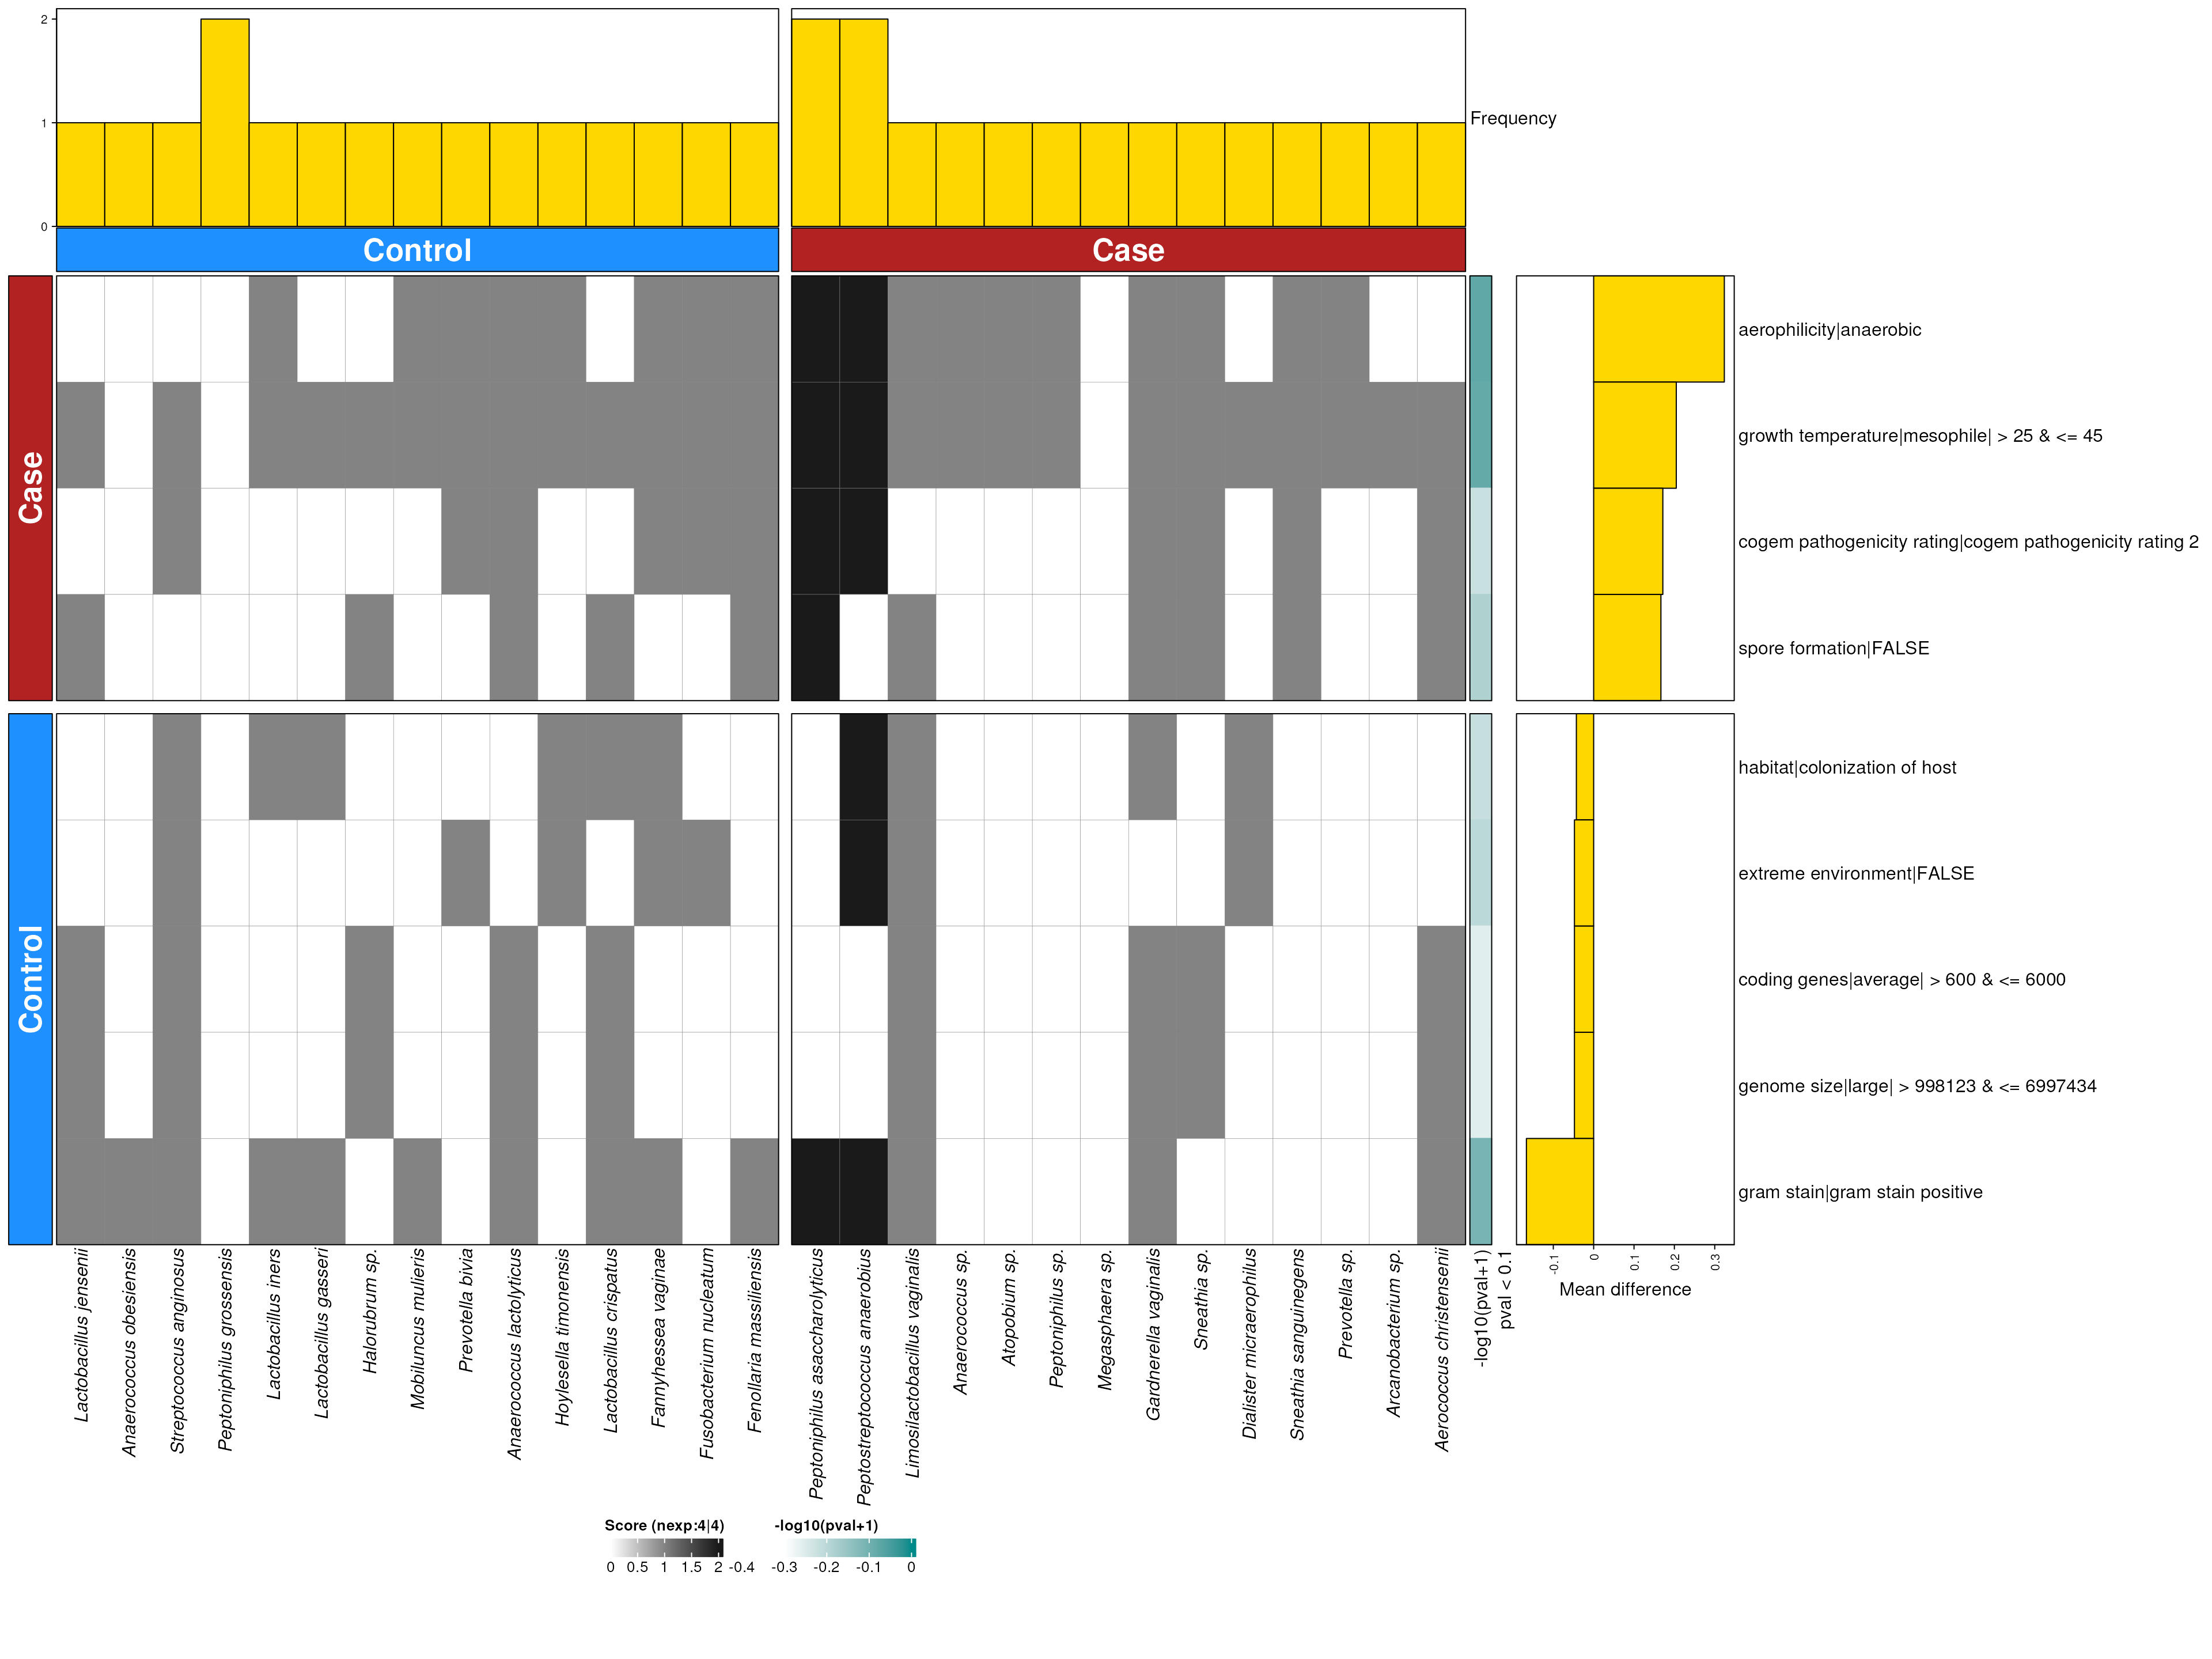 2
1
0
Frequency
Control
Case
Case
aerophilicity|anaerobic
growth temperature|mesophile| > 25 & <= 45
cogem pathogenicity rating|cogem pathogenicity rating 2
spore formation|FALSE
Control
habitat|colonization of host
extreme environment|FALSE
coding genes|average| > 600 & <= 6000
genome size|large| > 998123 & <= 6997434
gram stain|gram stain positive
Lactobacillus jensenii
Anaerococcus obesiensis
Streptococcus anginosus
Peptoniphilus grossensis
Lactobacillus iners
Lactobacillus gasseri
Halorubrum sp.
Mobiluncus mulieris
Prevotella bivia
Anaerococcus lactolyticus
Hoylesella timonensis
Lactobacillus crispatus
Fannyhessea vaginae
Fusobacterium nucleatum
Fenollaria massiliensis
Peptoniphilus asaccharolyticus
Peptostreptococcus anaerobius
Limosilactobacillus vaginalis
Anaerococcus sp.
Atopobium sp.
Peptoniphilus sp.
Megasphaera sp.
Gardnerella vaginalis
Sneathia sp.
Dialister micraerophilus
Sneathia sanguinegens
Prevotella sp.
Arcanobacterium sp.
Aerococcus christensenii
-log10(pval+1)
pval < 0.1
-0.1 0 0.1 0.2 0.3
Mean difference
Score (nexp:4|4)
0 0.5 1 1.5 2
-log10(pval+1)
-0.4 -0.3 -0.2 -0.1 0